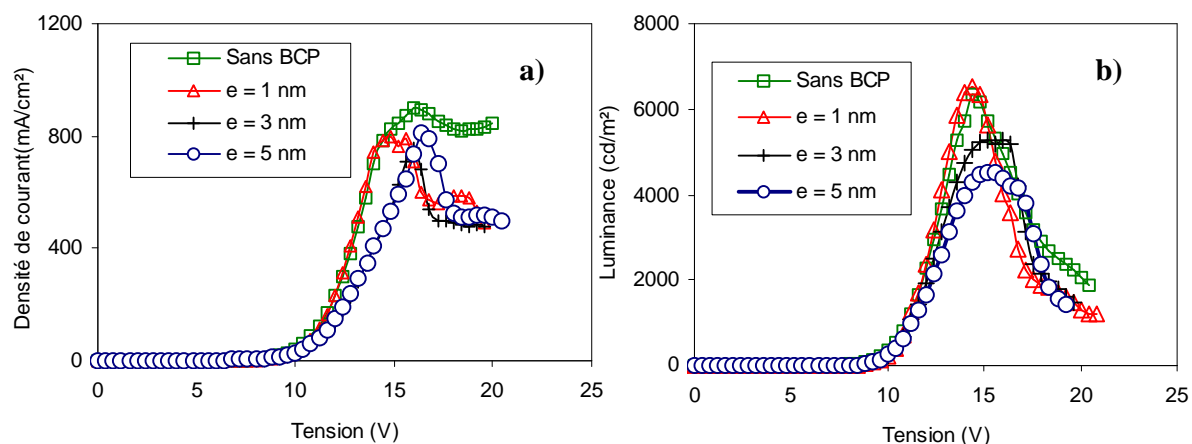 1200
800
400
0
0
5
10
15
20
25
Tension (V)
Densité de courant(mA/cm²)
Sans BCP
e = 1 nm
e = 3 nm
e = 5 nm
a)
8000
6000
4000
2000
0
0
5
10
15
20
25
Tension (V)
Luminance (cd/m²)
Sans BCP
e = 1 nm
e = 3 nm
e = 5 nm
b)